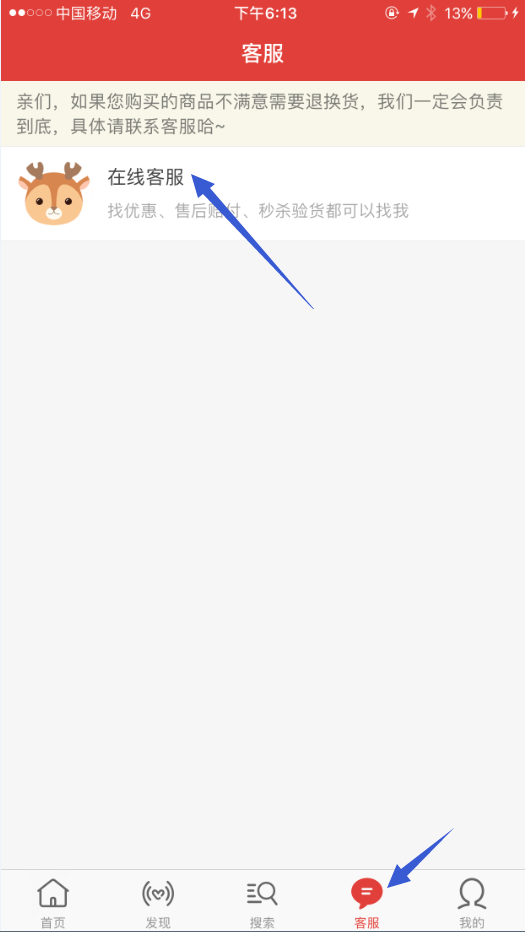 中国移动 4G 下午6:13 13%
客服
亲们，如果您购买的商品不满意需要退换货，我们一定会负责
到底，具体请联系客服哈~
在线客服
找优惠、售后赔付、秒杀验货都可以找我
首页 发现 搜索 客服 我的